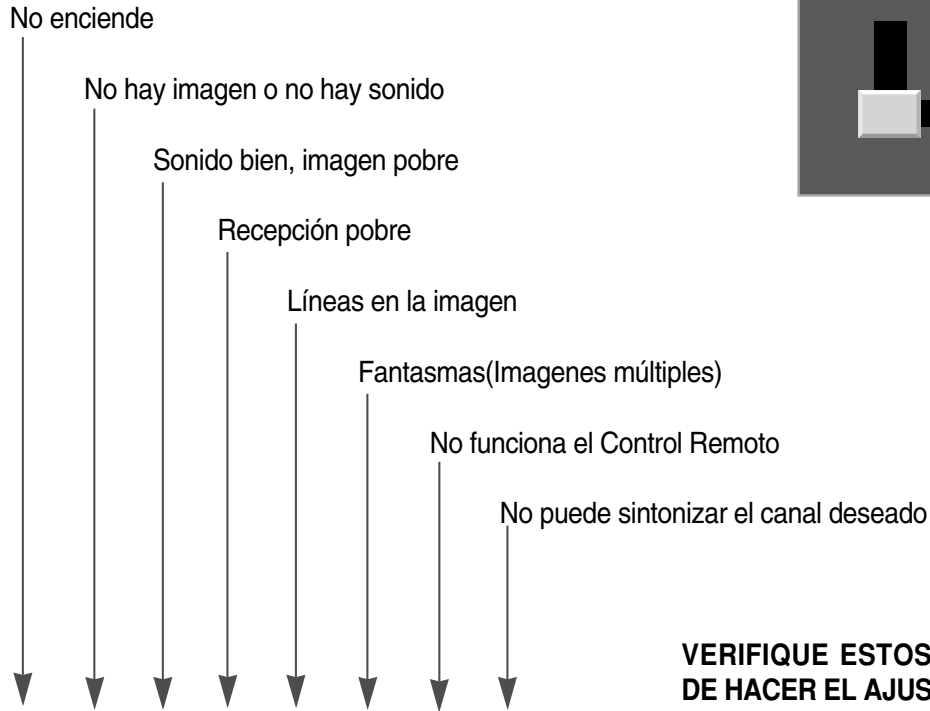 No enciende
No hay imagen o no hay sonido
Sonido bien, imagen pobre
Recepción pobre
Líneas en la imagen
Fantasmas(Imagenes múltiples)
No funciona el Control Remoto
No puede sintonizar el canal deseado
VERIFIQUE ESTOS
DE HACER EL AJUS